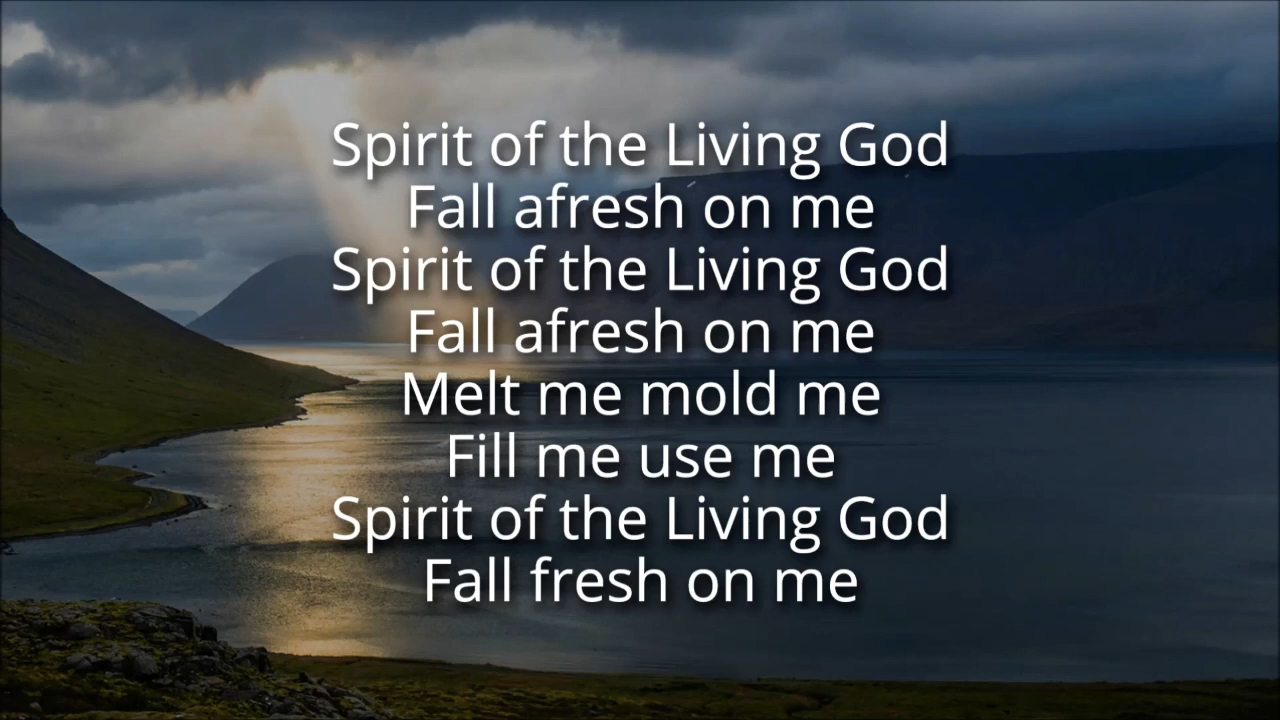 Spirit of the Living God
Fall afresh on me
Spirit of the Living God
Fall afresh on me
Melt me mold me
Fill me use me
Spirit of the Living God
Fall fresh on me